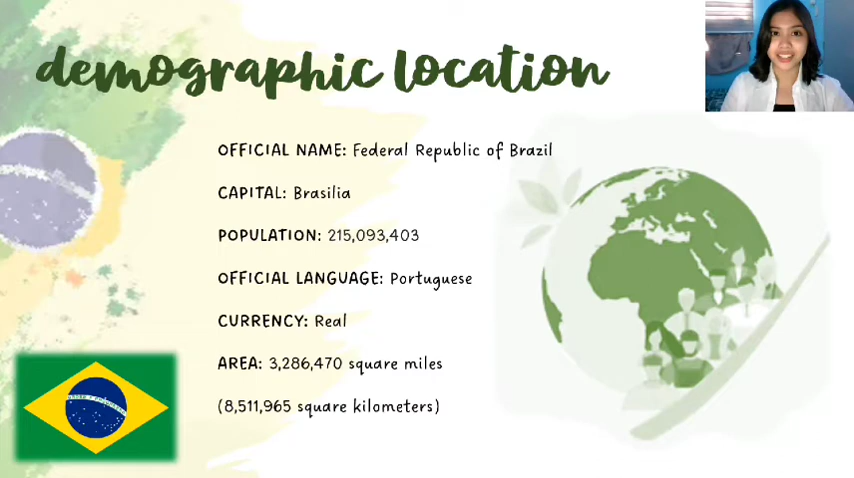 demographic location
OFFICIAL NAME: Federal Republic of Brazil
CAPITAL: Brasilia
POPULATION: 215,093,403
OFFICIAL LANGUAGE: Portuguese
CURRENCY: Real
AREA: 3,286,470 square miles
(8,511,965 square kilometers)